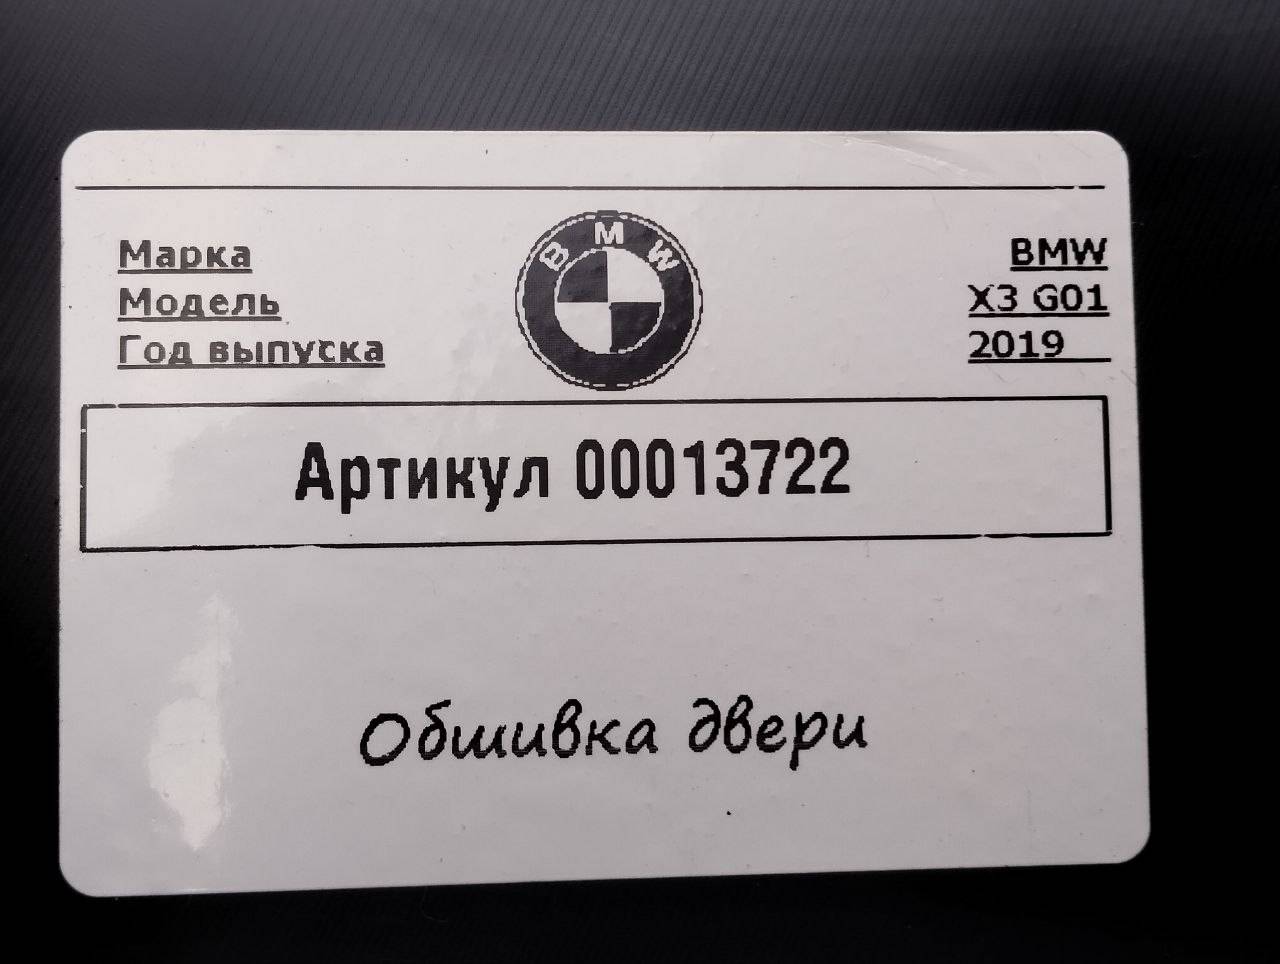 Марка BMW BMW
Модель X3 G01
Год выпуска 2019
Артикул 00013722
Обшивка двери